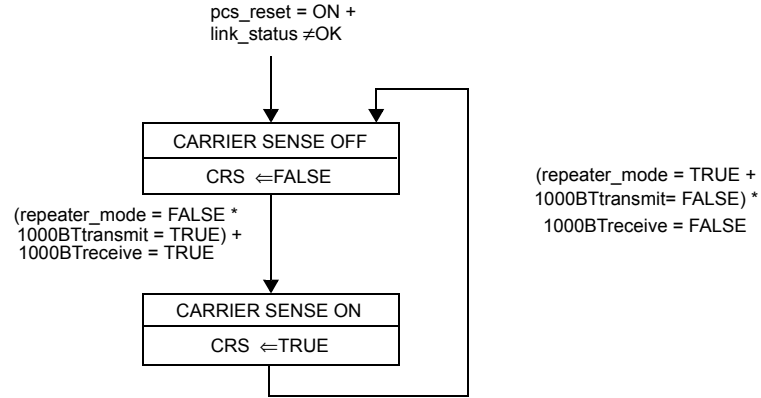 pcs_reset = ON +
link_status ≠OK
CARRIER SENSE OFF
CRS ⇐FALSE
(repeater_mode = FALSE *
1000BTtransmit = TRUE) +
1000BTreceive = TRUE
(repeater_mode = TRUE +
1000BTtransmit= FALSE) *
1000BTreceive = FALSE
CARRIER SENSE ON
CRS ⇐TRUE